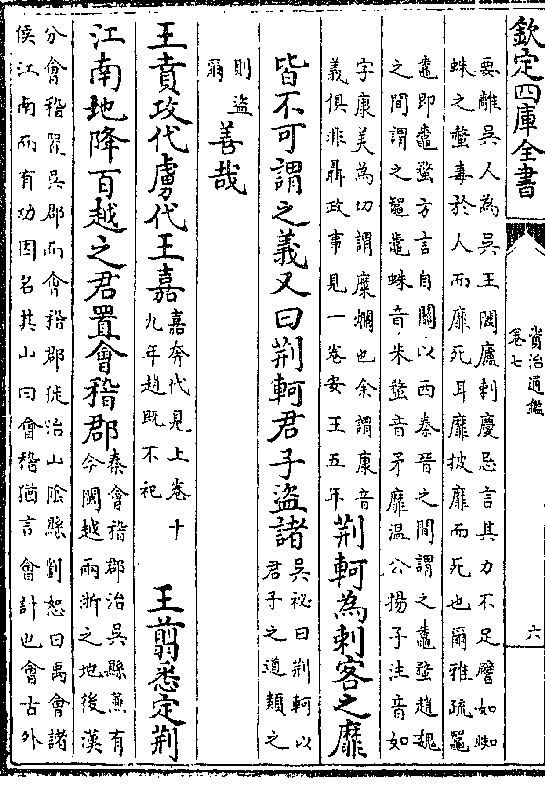 欽定四庫全書
資治通鑑
卷七
六
要離吳人為吳王闔廬刺慶忌言其力不足譬如蜘
蛛之螫毒於人而靡死耳靡披靡而死也爾雅疏鼅
鼄即鼄蝥方言自關以西秦晉之間謂之鼄蝥趙魏
之間謂之鼅鼄蛛音朱蝥音矛靡溫公揚子注音如
字康美為切謂糜爛也余謂康音
義俱非聶政事見一卷安王五年
荆軻為刺客之靡
皆不可謂之義又曰荆軻君子盜諸
吳祕曰荆軻以
君子之道類之
則盜
爾
善哉
王賁攻代虜代王嘉
嘉奔代見上卷十
九年趙既不祀
王翦悉定荆
江南地降百越之君置會稽郡
秦會稽郡治吳縣兼有
今閩越兩浙之地後漢
分會稽置吳郡而會稽郡徙治山陰縣劉恕曰禹會諸
侯江南而有功因名其山曰會稽猶言會計也會古外